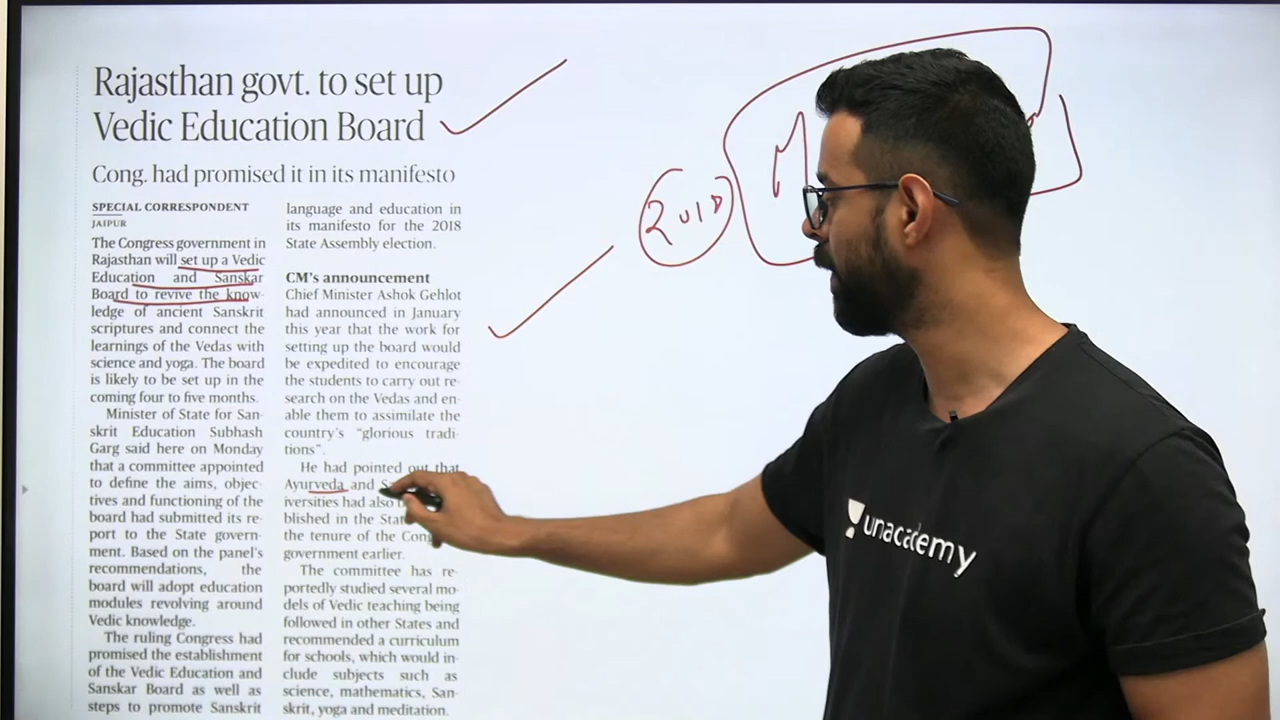 Rajasthan govt. to set up
Vedic Education Board
Cong. had promised it in its manifesto
SPECIAL CORRESPONDENT
JAIPUR
The Congress government in
Rajasthan will set up a Vedic
Education and Sanskar
Board to revive the know-
ledge of ancient Sanskrit
scriptures and connect the
learnings of the Vedas with
science and yoga. The board
is likely to be set up in the
coming four to five months.
Minister of State for San-
skrit Education Subhash
Garg said here on Monday
that a committee appointed
to define the aims, objec-
tives and functioning of the
board had submitted its re-
port to the State govern-
ment. Based on the panel's
recommendations, the
board will adopt education
modules revolving around
Vedic knowledge.
The ruling Congress had
promised the establishment
of the Vedic Education and
Sanskar Board as well as
steps to promote Sanskrit
language and education in
its manifesto for the 2018
State Assembly election.
CM's announcement
Chief Minister Ashok Gehlot
had announced in January
this year that the work for
setting up the board would
be expedited to encourage
the students to carry out re-
search on the Vedas and en-
able them to assimilate the
country's “glorious tradi-
tions”.
He had pointed out that
Ayurveda and
iversities had also
blished in the
the tenure of the
government earlier.
The committee has re-
portedly studied several mo-
dels of Vedic teaching being
followed in other States and
recommended a curriculum
for schools, which would in-
clude subjects such as
science, mathematics, San-
skrit, yoga and meditation.
2018
unacademy